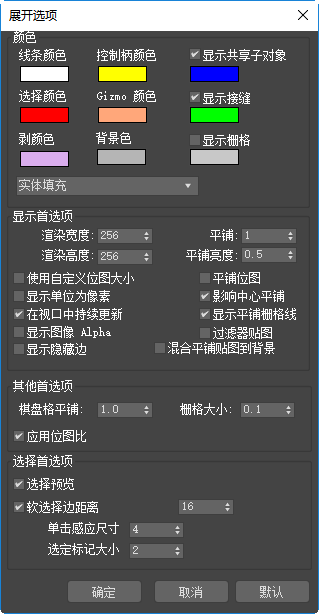 展开选项
颜色
线条颜色 控制柄颜色 显示共享子对象
选择颜色 Gizmo 颜色 显示接缝
剥颜色 背景色 显示栅格
实体填充
显示首选项
渲染宽度: 256 平铺: 1
渲染高度: 256 平铺亮度: 0.5
使用自定义位图大小 平铺位图
显示单位为像素 影响中心平铺
在视口中持续更新 显示平铺栅格线
显示图像 Alpha 过滤器贴图
显示隐藏边 混合平铺贴图到背景
其他首选项
棋盘格平铺: 1.0 栅格大小: 0.1
应用位图比
选择首选项
选择预览
软选择边距离 16
单击感应尺寸 4
选定标记大小 2
确定 取消 默认